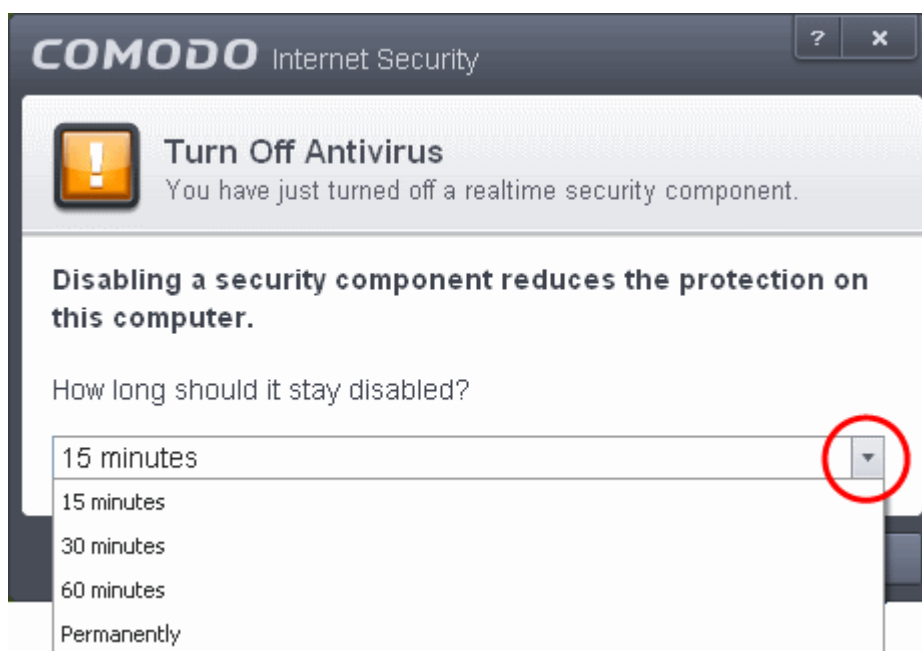 COMODO Internet Security
? x
Turn Off Antivirus
You have just turned off a realtime security component.
Disabling a security component reduces the protection on
this computer.
How long should it stay disabled?
15 minutes
15 minutes
30 minutes
60 minutes
Permanently